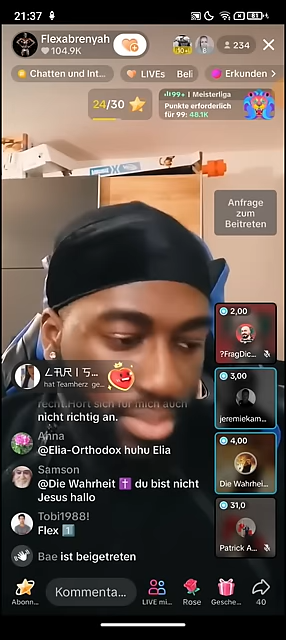 21:37
81
Flexabrenyah
104.9K
10+
234
Chatten und Int...
LIVEs Beli
Erkunden
24/30
99+ | Meisterliga
Punkte erforderlich
für 99: 48.1K
Anfrage
zum
Beitreten
2,00
?FragDic...
3,00
jeremiekam...
4,00
Die Wahrhei...
31,0
Patrick A...
hat Teamherz ge...
recht.Hört sich für mich auch
nicht richtig an.
Anna
@Elia-Orthodox huhu Elia
Samson
@Die Wahrheit ✝️ du bist nicht
Jesus hallo
Tobi1988!
Flex 1️⃣
Bae ist beigetreten
Kommenta...
Abonn...
LIVE mi...
Rose
Gesche...
40